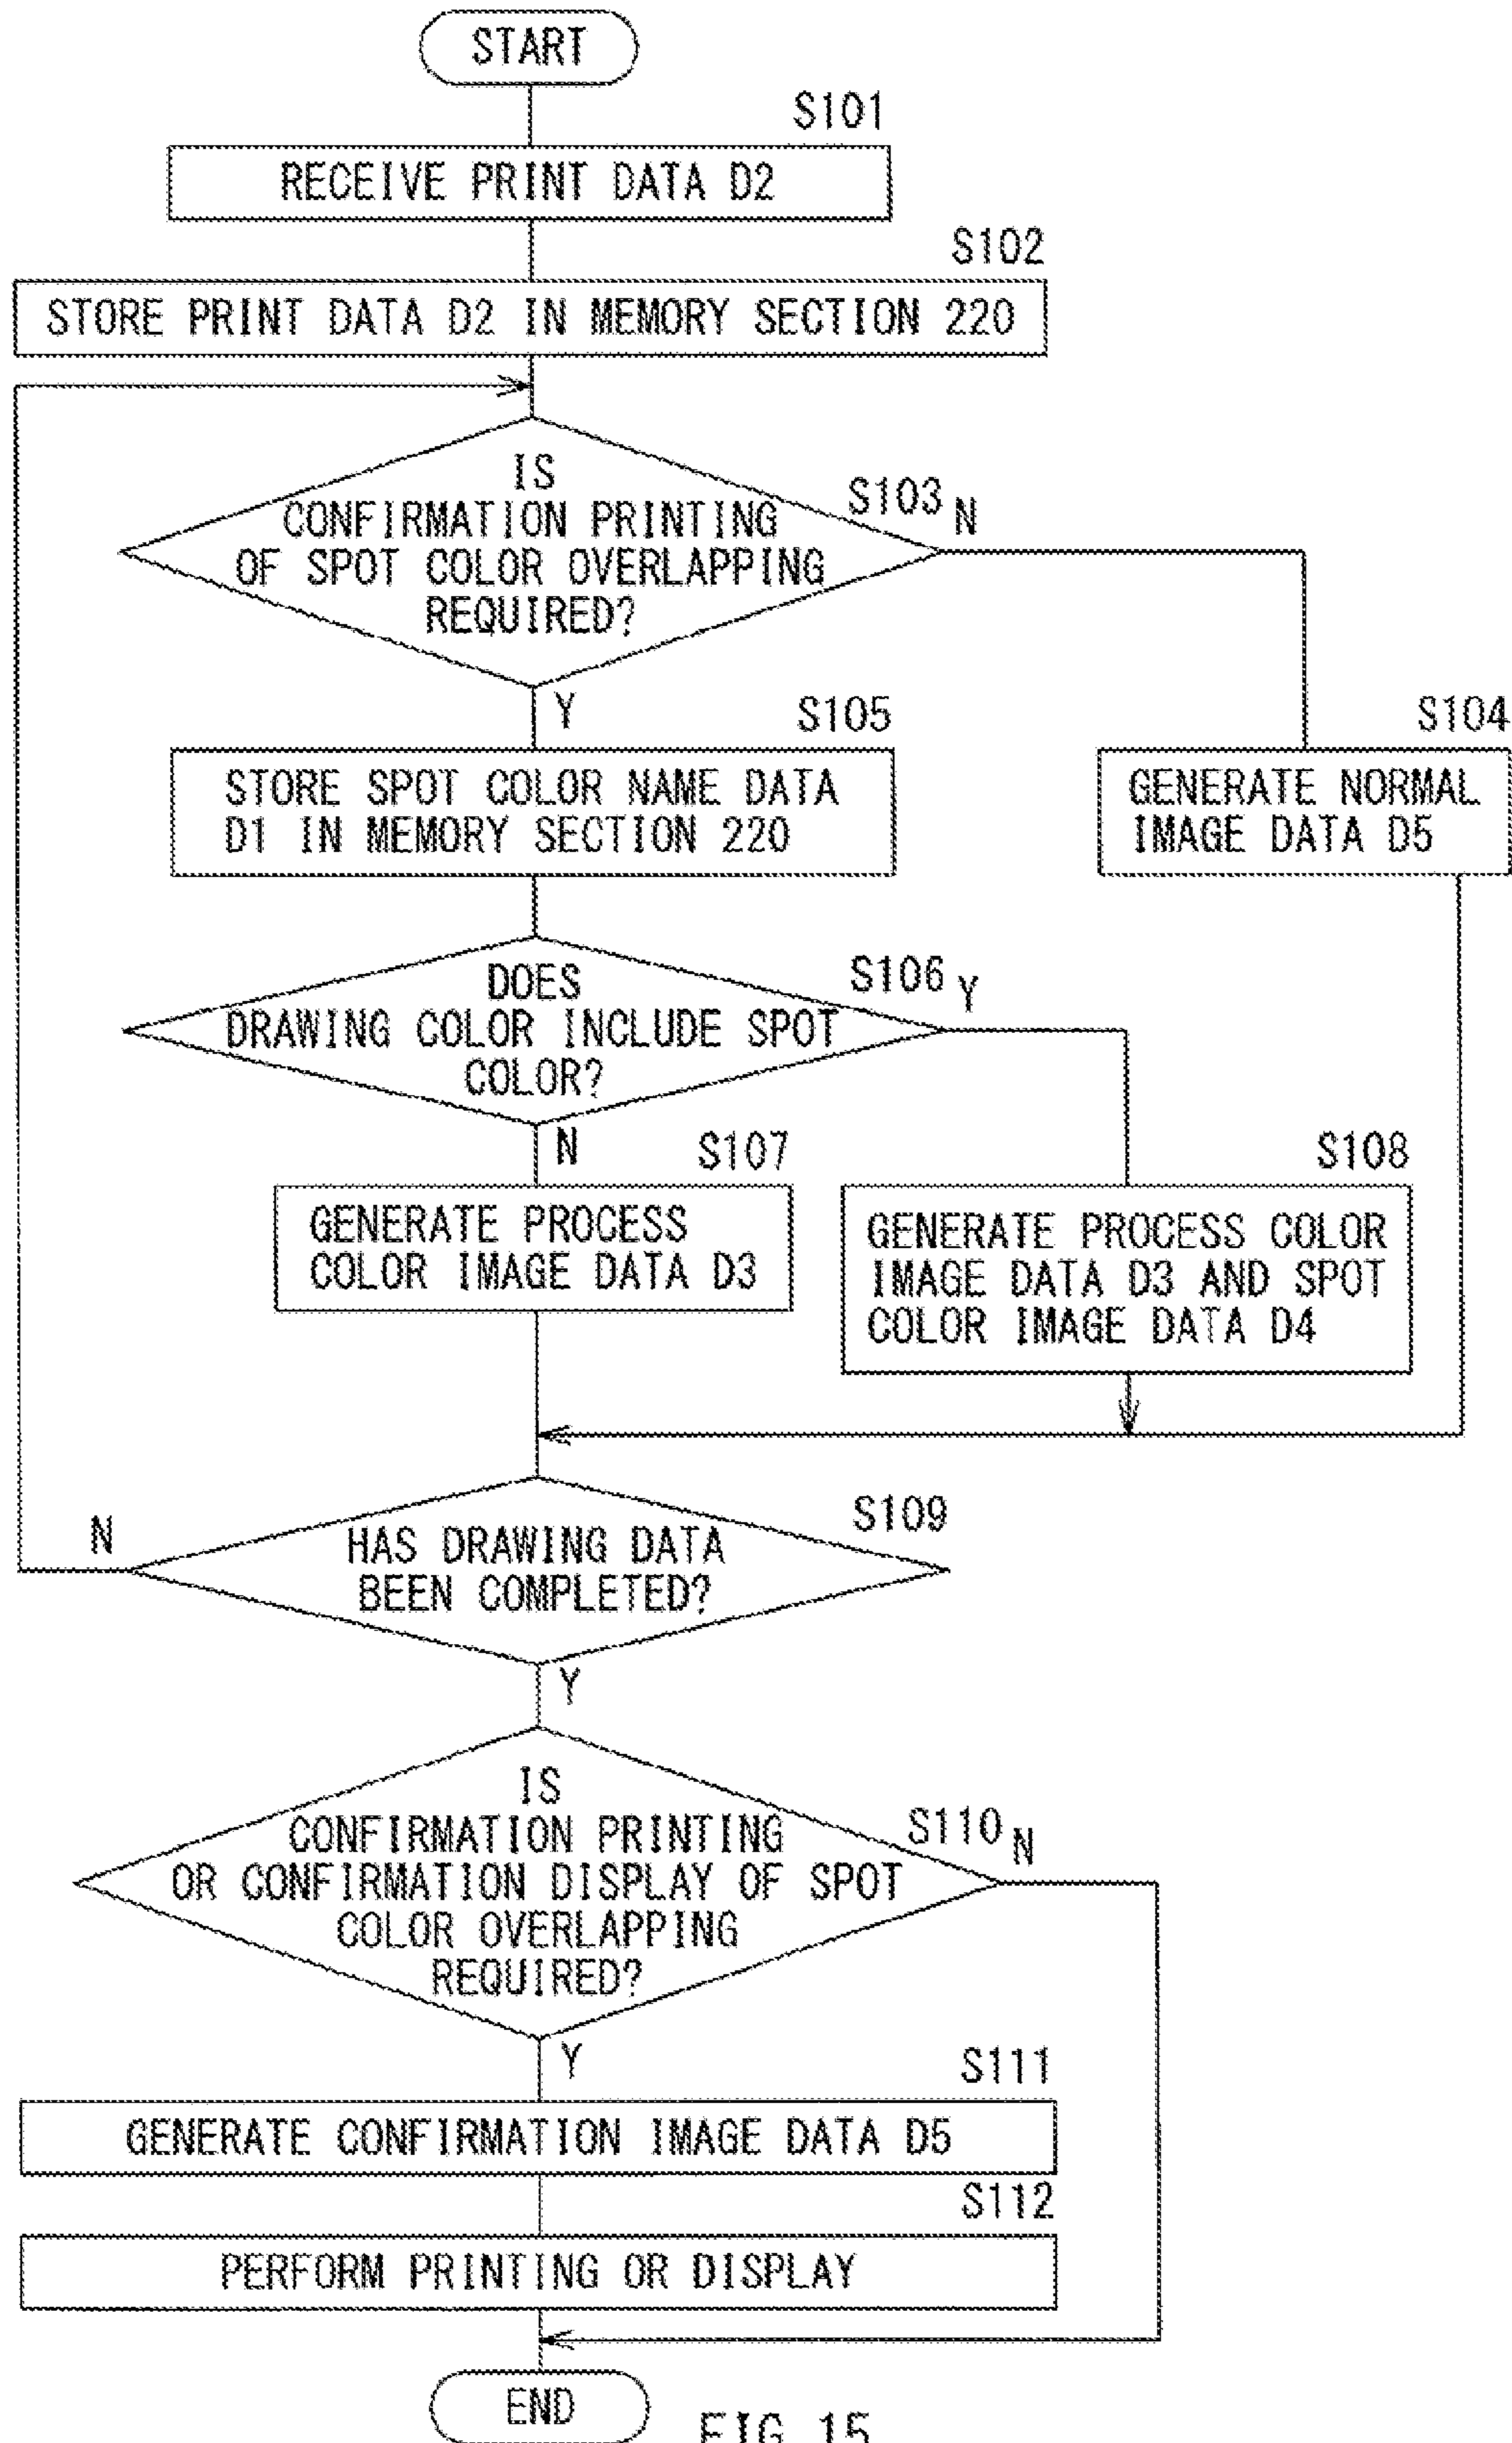 START
S101
RECEIVE PRINT DATA D2
S102
STORE PRINT DATA D2 IN MEMORY SECTION 220
IS
CONFIRMATION PRINTING
OF SPOT COLOR OVERLAPPING
REQUIRED?
S103
N
Y
S105
STORE SPOT COLOR NAME DATA
D1 IN MEMORY SECTION 220
S104
GENERATE NORMAL
IMAGE DATA D5
DOES
DRAWING COLOR INCLUDE SPOT
COLOR?
S106
Y
N
S107
GENERATE PROCESS
COLOR IMAGE DATA D3
S108
GENERATE PROCESS COLOR
IMAGE DATA D3 AND SPOT
COLOR IMAGE DATA D4
S109
N
HAS DRAWING DATA
BEEN COMPLETED?
Y
IS
CONFIRMATION PRINTING
OR CONFIRMATION DISPLAY OF SPOT
COLOR OVERLAPPING
REQUIRED?
S110
N
Y
S111
GENERATE CONFIRMATION IMAGE DATA D5
S112
PERFORM PRINTING OR DISPLAY
END
FIG. 15